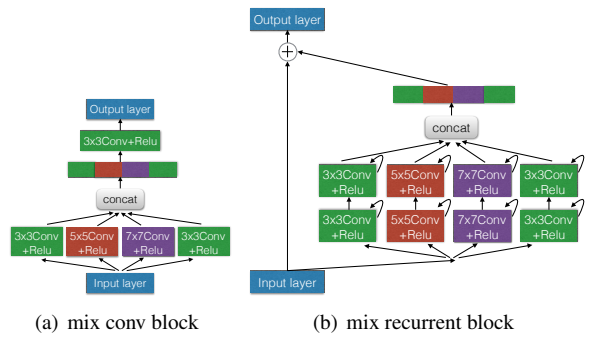 Output layer
3x3Conv+Relu
concat
3x3Conv
+Relu
5x5Conv
+Relu
7x7Conv
+Relu
3x3Conv
+Relu
Input layer
(a) mix conv block
Output layer
+
concat
3x3Conv
+Relu
5x5Conv
+Relu
7x7Conv
+Relu
3x3Conv
+Relu
3x3Conv
+Relu
5x5Conv
+Relu
7x7Conv
+Relu
3x3Conv
+Relu
Input layer
(b) mix recurrent block